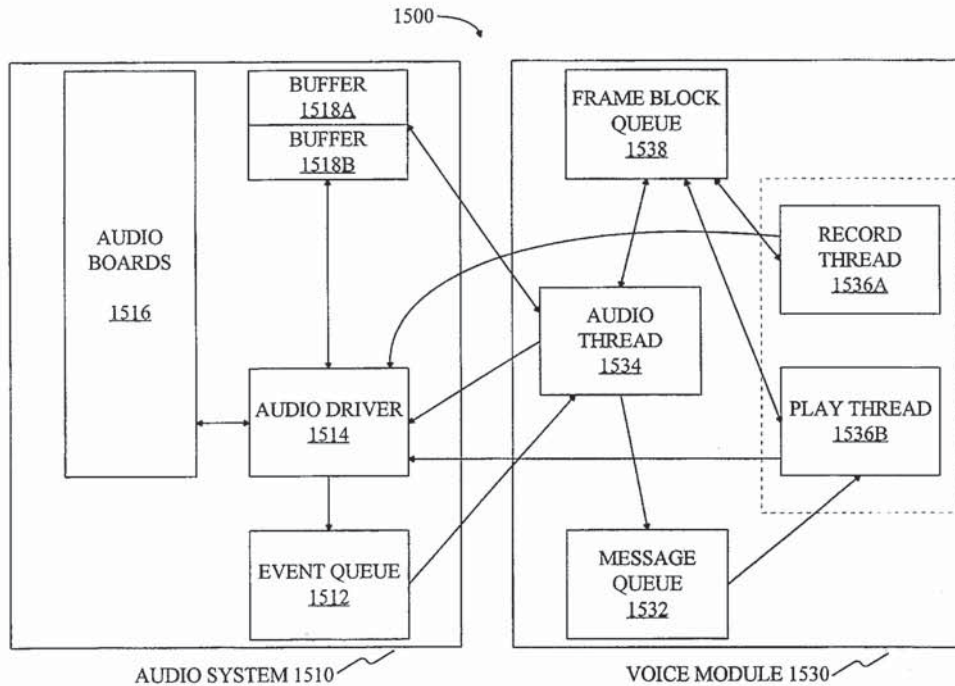 1500
BUFFER
1518A
BUFFER
1518B
AUDIO
BOARDS
1516
AUDIO DRIVER
1514
EVENT QUEUE
1512
AUDIO SYSTEM 1510
FRAME BLOCK
QUEUE
1538
RECORD
THREAD
1536A
AUDIO
THREAD
1534
PLAY THREAD
1536B
MESSAGE
QUEUE
1532
VOICE MODULE 1530